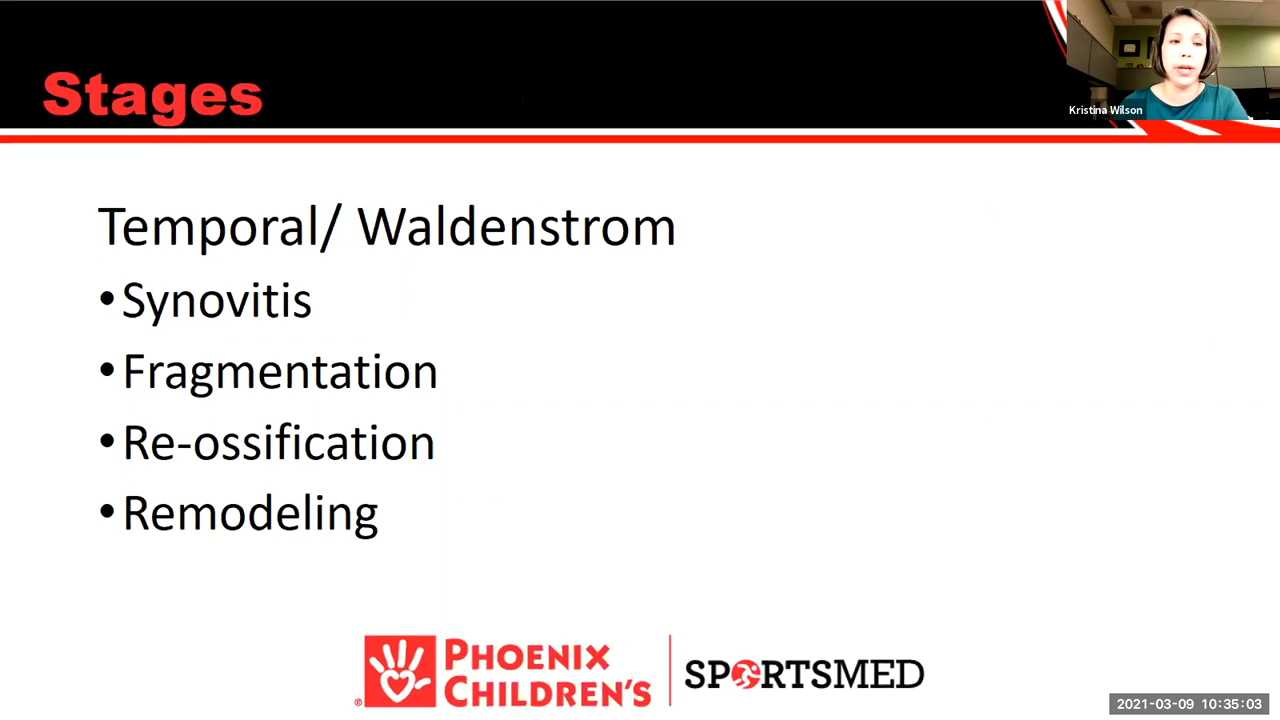 Stages
Kristina Wilson
Temporal/ Waldenstrom
•Synovitis
•Fragmentation
•Re-ossification
•Remodeling
® PHOENIX CHILDREN'S
SPORTSMED
2021-03-09 10:35:03